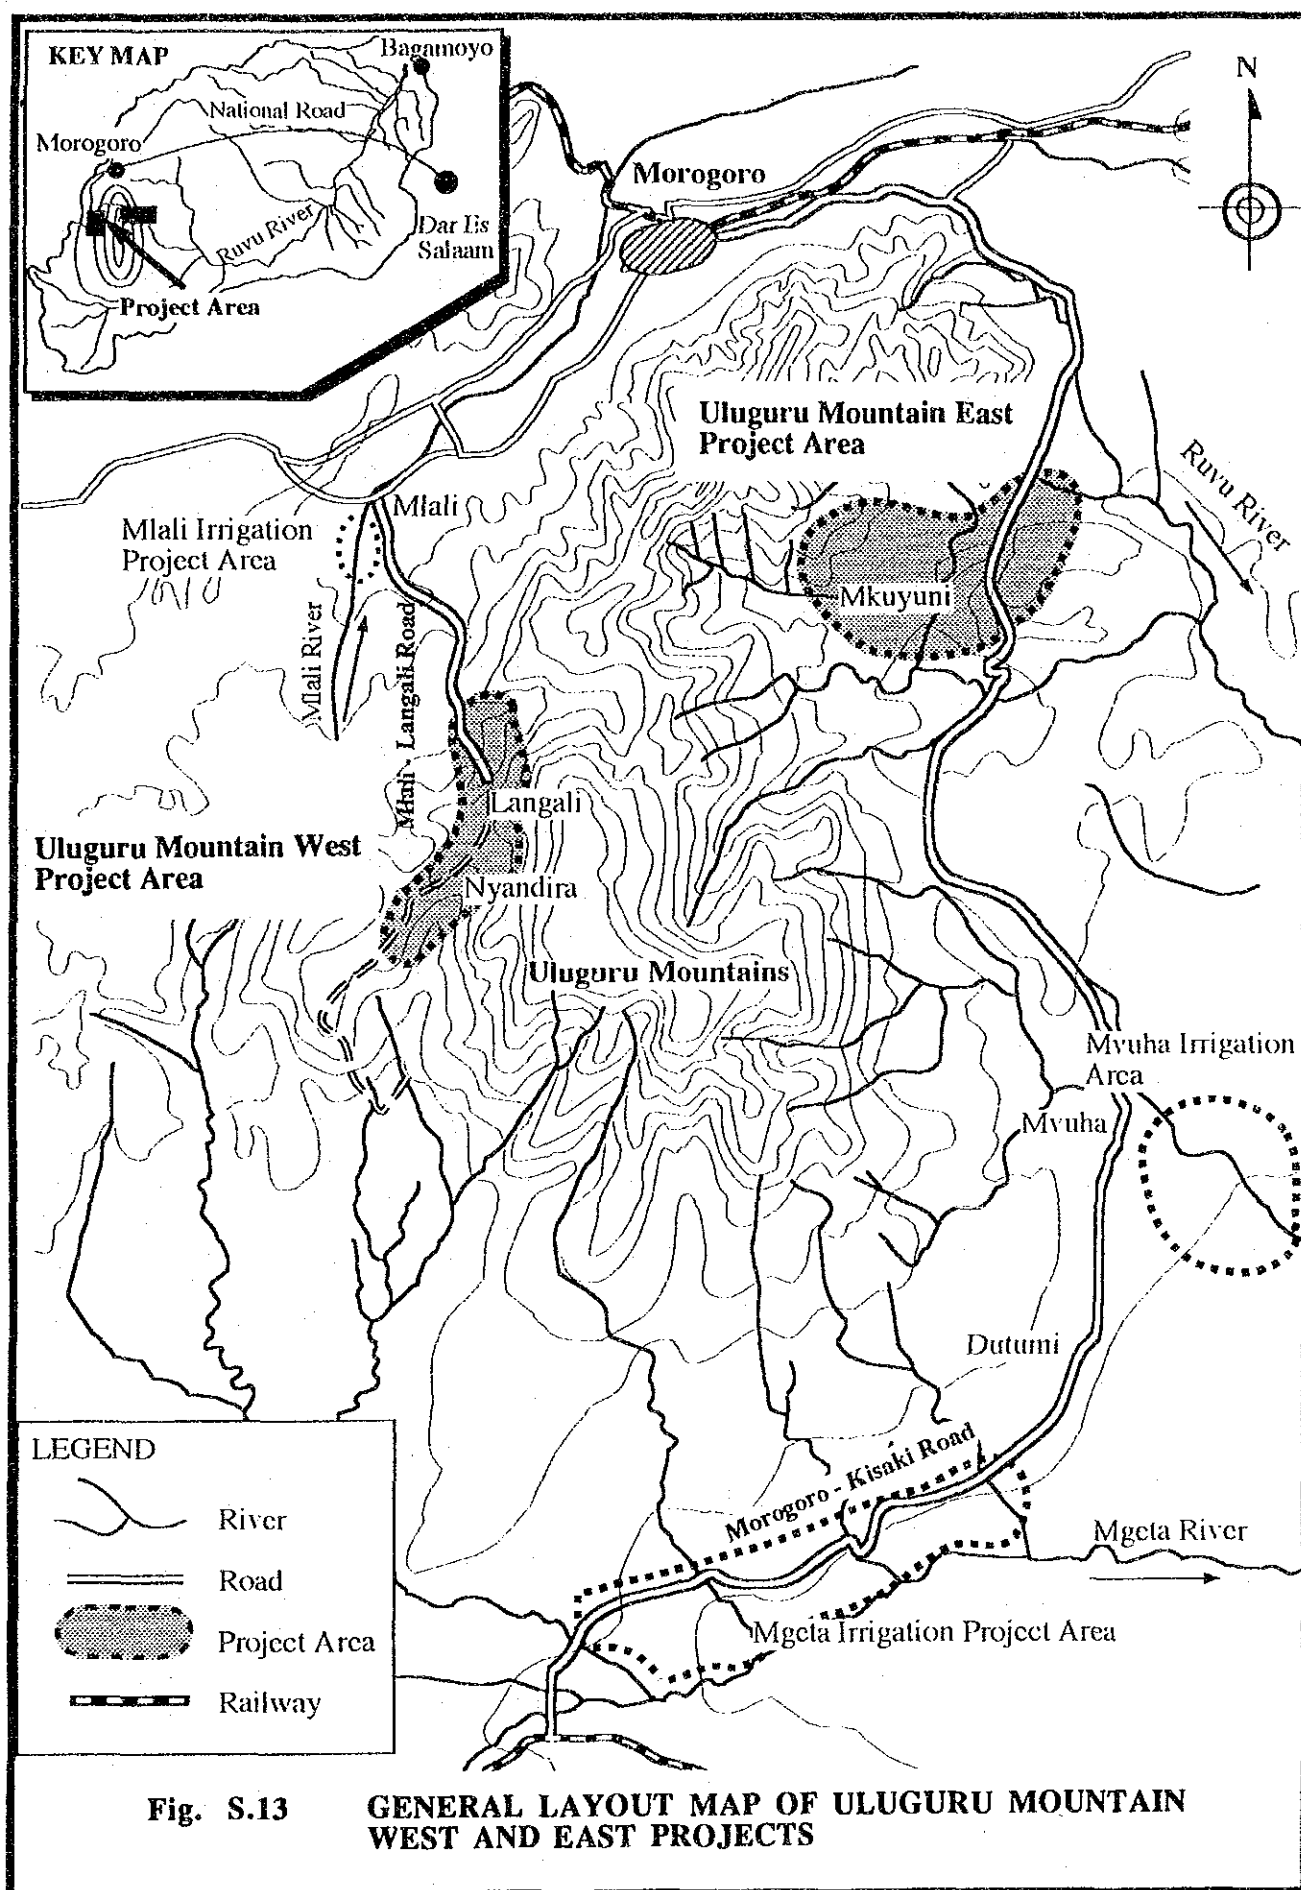 KEY MAP
Bagamoyo
National Road
Morogoro
Ruvu River
Dar Es
Salaam
Project Area
N
Morogoro
Uluguru Mountain East
Project Area
Ruvu River
Mlali
Mlali Irrigation
Project Area
Mkuyuni
Mlali River
Mlali - Langali Road
Langali
Uluguru Mountain West
Project Area
Nyandira
Uluguru Mountains
Mvuha Irrigation
Area
Mvuha
Dutumi
Morogoro - Kisaki Road
Mgeta River
Mgeta Irrigation Project Area
LEGEND
River
Road
Project Area
Railway
Fig. S.13 GENERAL LAYOUT MAP OF ULUGURU MOUNTAIN
WEST AND EAST PROJECTS